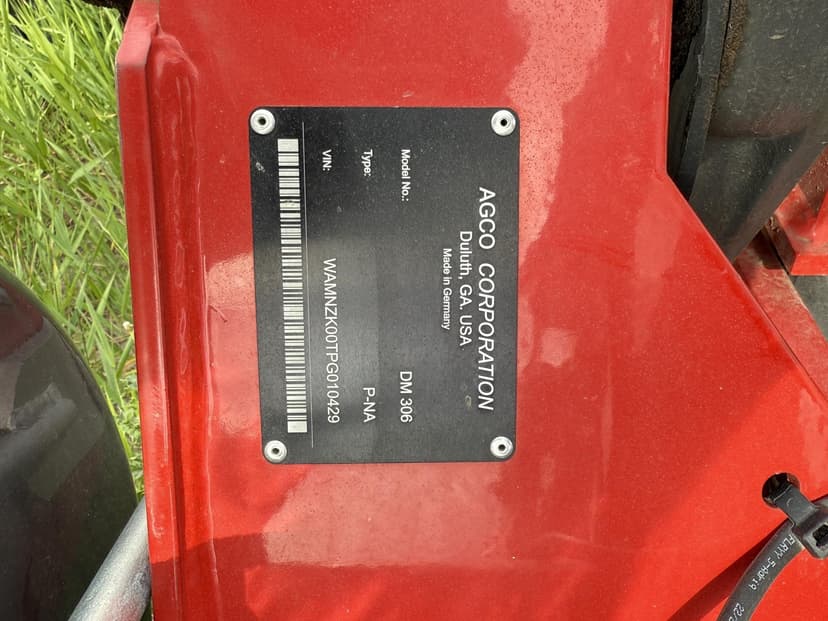 AGCO CORPORATION
Duluth, GA. USA
Made in Germany
Model No.: DM 306
Type: P-NA
VIN: WAMNZK00TPG010429